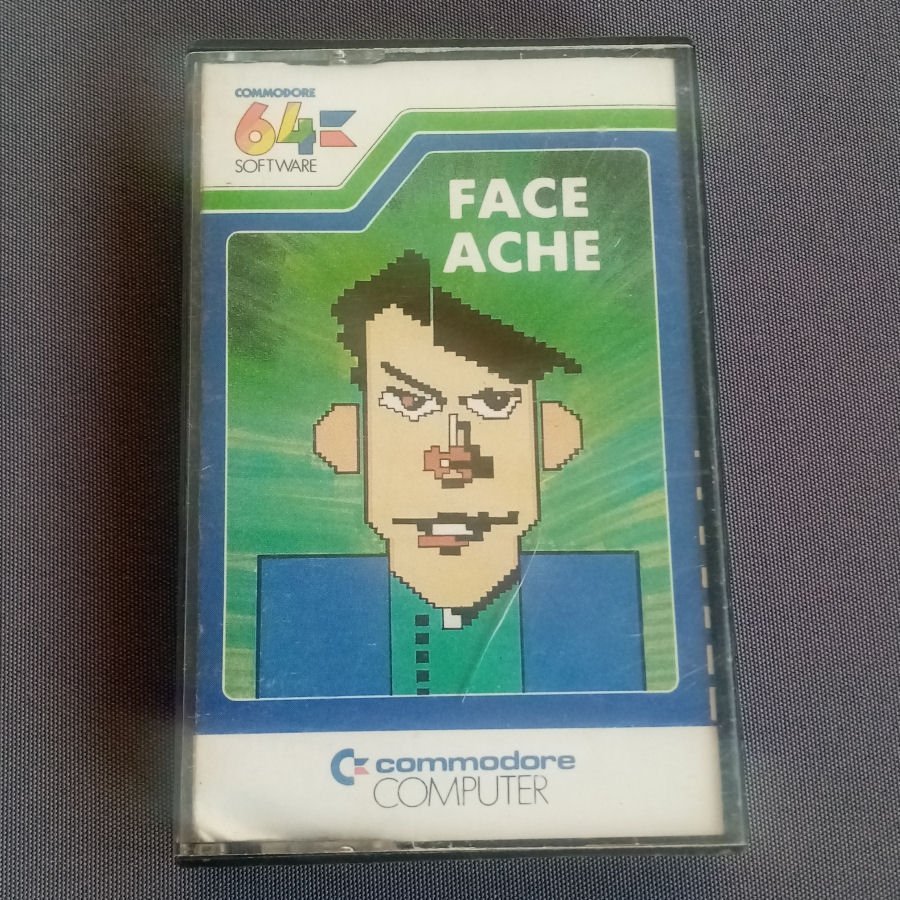 COMMODORE
64
SOFTWARE
FACE
ACHE
commodore
COMPUTER